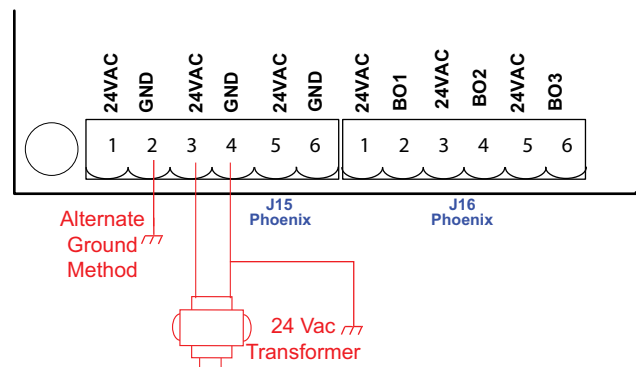 24VAC GND 24VAC GND 24VAC GND 24VAC BO1 24VAC BO2 24VAC BO3
1 2 3 4 5 6 1 2 3 4 5 6
J15
Phoenix
J16
Phoenix
Alternate
Ground
Method
24 Vac
Transformer